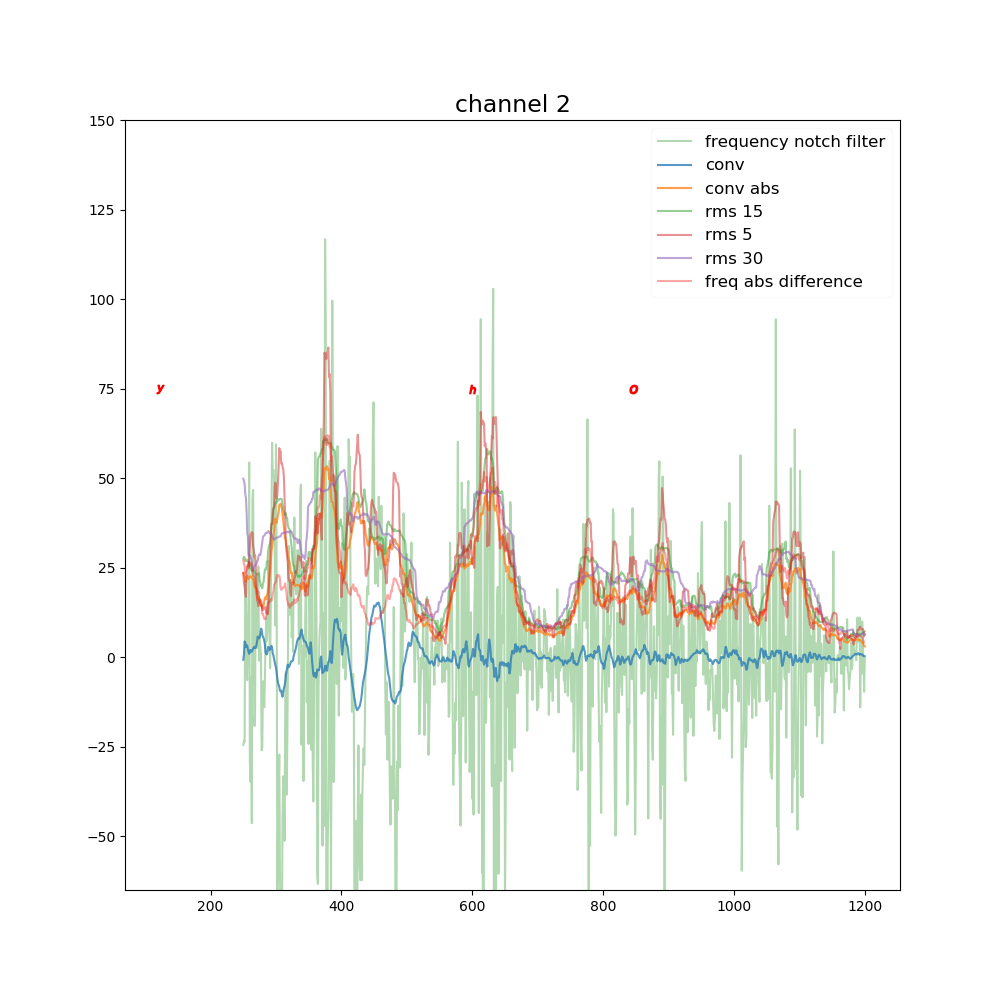 channel 2
150
frequency notch filter
conv
conv abs
rms 15
rms 5
rms 30
freq abs difference
125
100
75
y h o
50
25
0
−25
−50
200 400 600 800 1000 1200